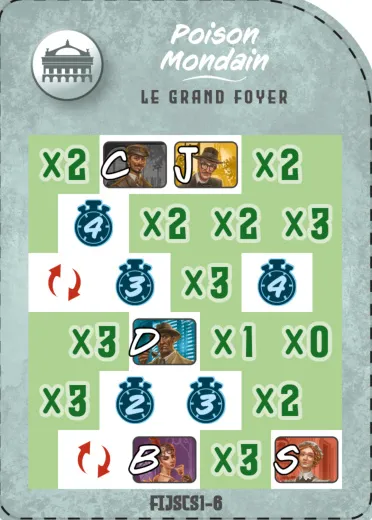 Poison
Mondain
LE GRAND FOYER
X2 C J X2
4 X2 X2 X3
3 X3 4
X3 D X1 X0
X3 2 3 X2
B X3 S
FIJSCS1-6